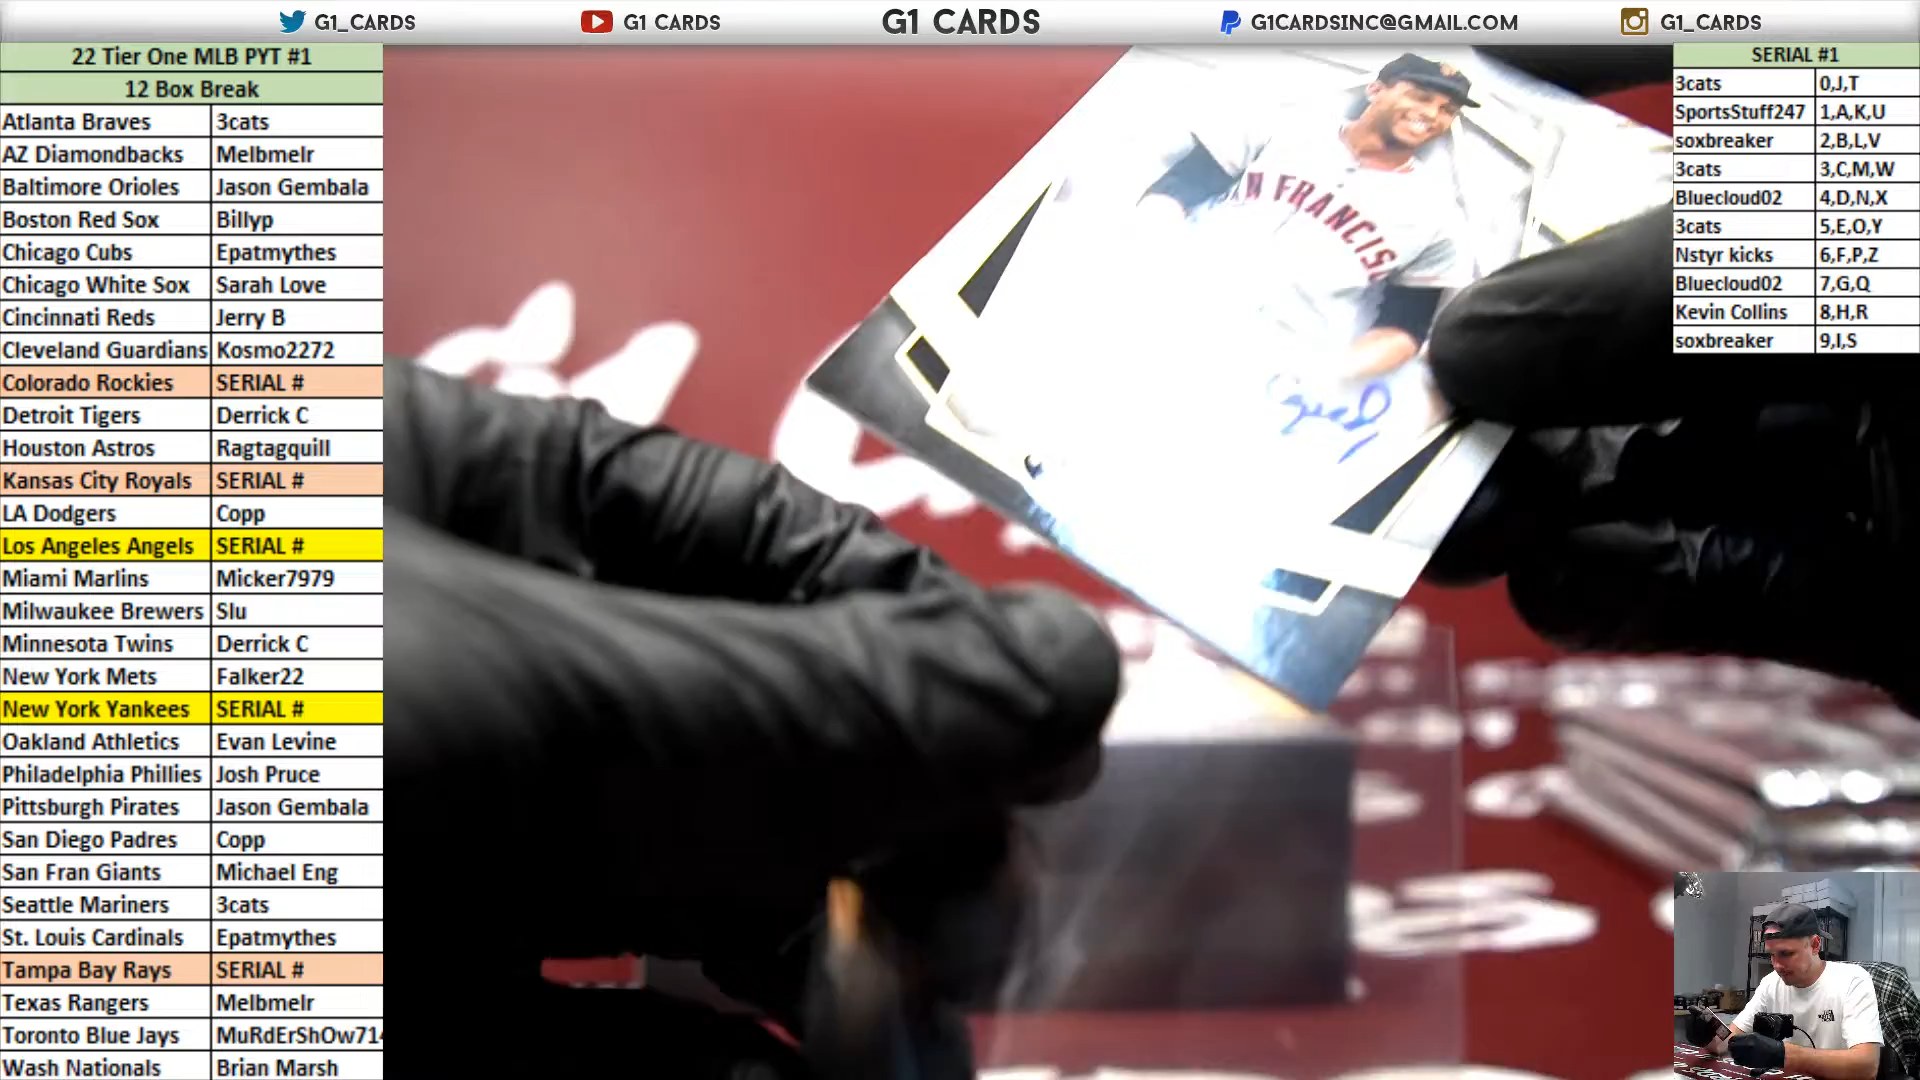 G1_CARDS G1 CARDS G1 CARDS G1CARDSINC@GMAIL.COM G1_CARDS
22 Tier One MLB PYT #1
12 Box Break
Atlanta Braves 3cats
AZ Diamondbacks Melbmelr
Baltimore Orioles Jason Gembala
Boston Red Sox Billyp
Chicago Cubs Epatmythes
Chicago White Sox Sarah Love
Cincinnati Reds Jerry B
Cleveland Guardians Kosmo2272
Colorado Rockies SERIAL #
Detroit Tigers Derrick C
Houston Astros Ragtagquill
Kansas City Royals SERIAL #
LA Dodgers Copp
Los Angeles Angels SERIAL #
Miami Marlins Micker7979
Milwaukee Brewers Slu
Minnesota Twins Derrick C
New York Mets Falker22
New York Yankees SERIAL #
Oakland Athletics Evan Levine
Philadelphia Phillies Josh Pruce
Pittsburgh Pirates Jason Gembala
San Diego Padres Copp
San Fran Giants Michael Eng
Seattle Mariners 3cats
St. Louis Cardinals Epatmythes
Tampa Bay Rays SERIAL #
Texas Rangers Melbmelr
Toronto Blue Jays MuRdErShOw714
Wash Nationals Brian Marsh
SERIAL #1
3cats 0,J,T
SportsStuff247 1,A,K,U
soxbreaker 2,B,L,V
3cats 3,C,M,W
Bluecloud02 4,D,N,X
3cats 5,E,O,Y
Nstyr kicks 6,F,P,Z
Bluecloud02 7,G,Q
Kevin Collins 8,H,R
soxbreaker 9,I,S
N FRANCISC